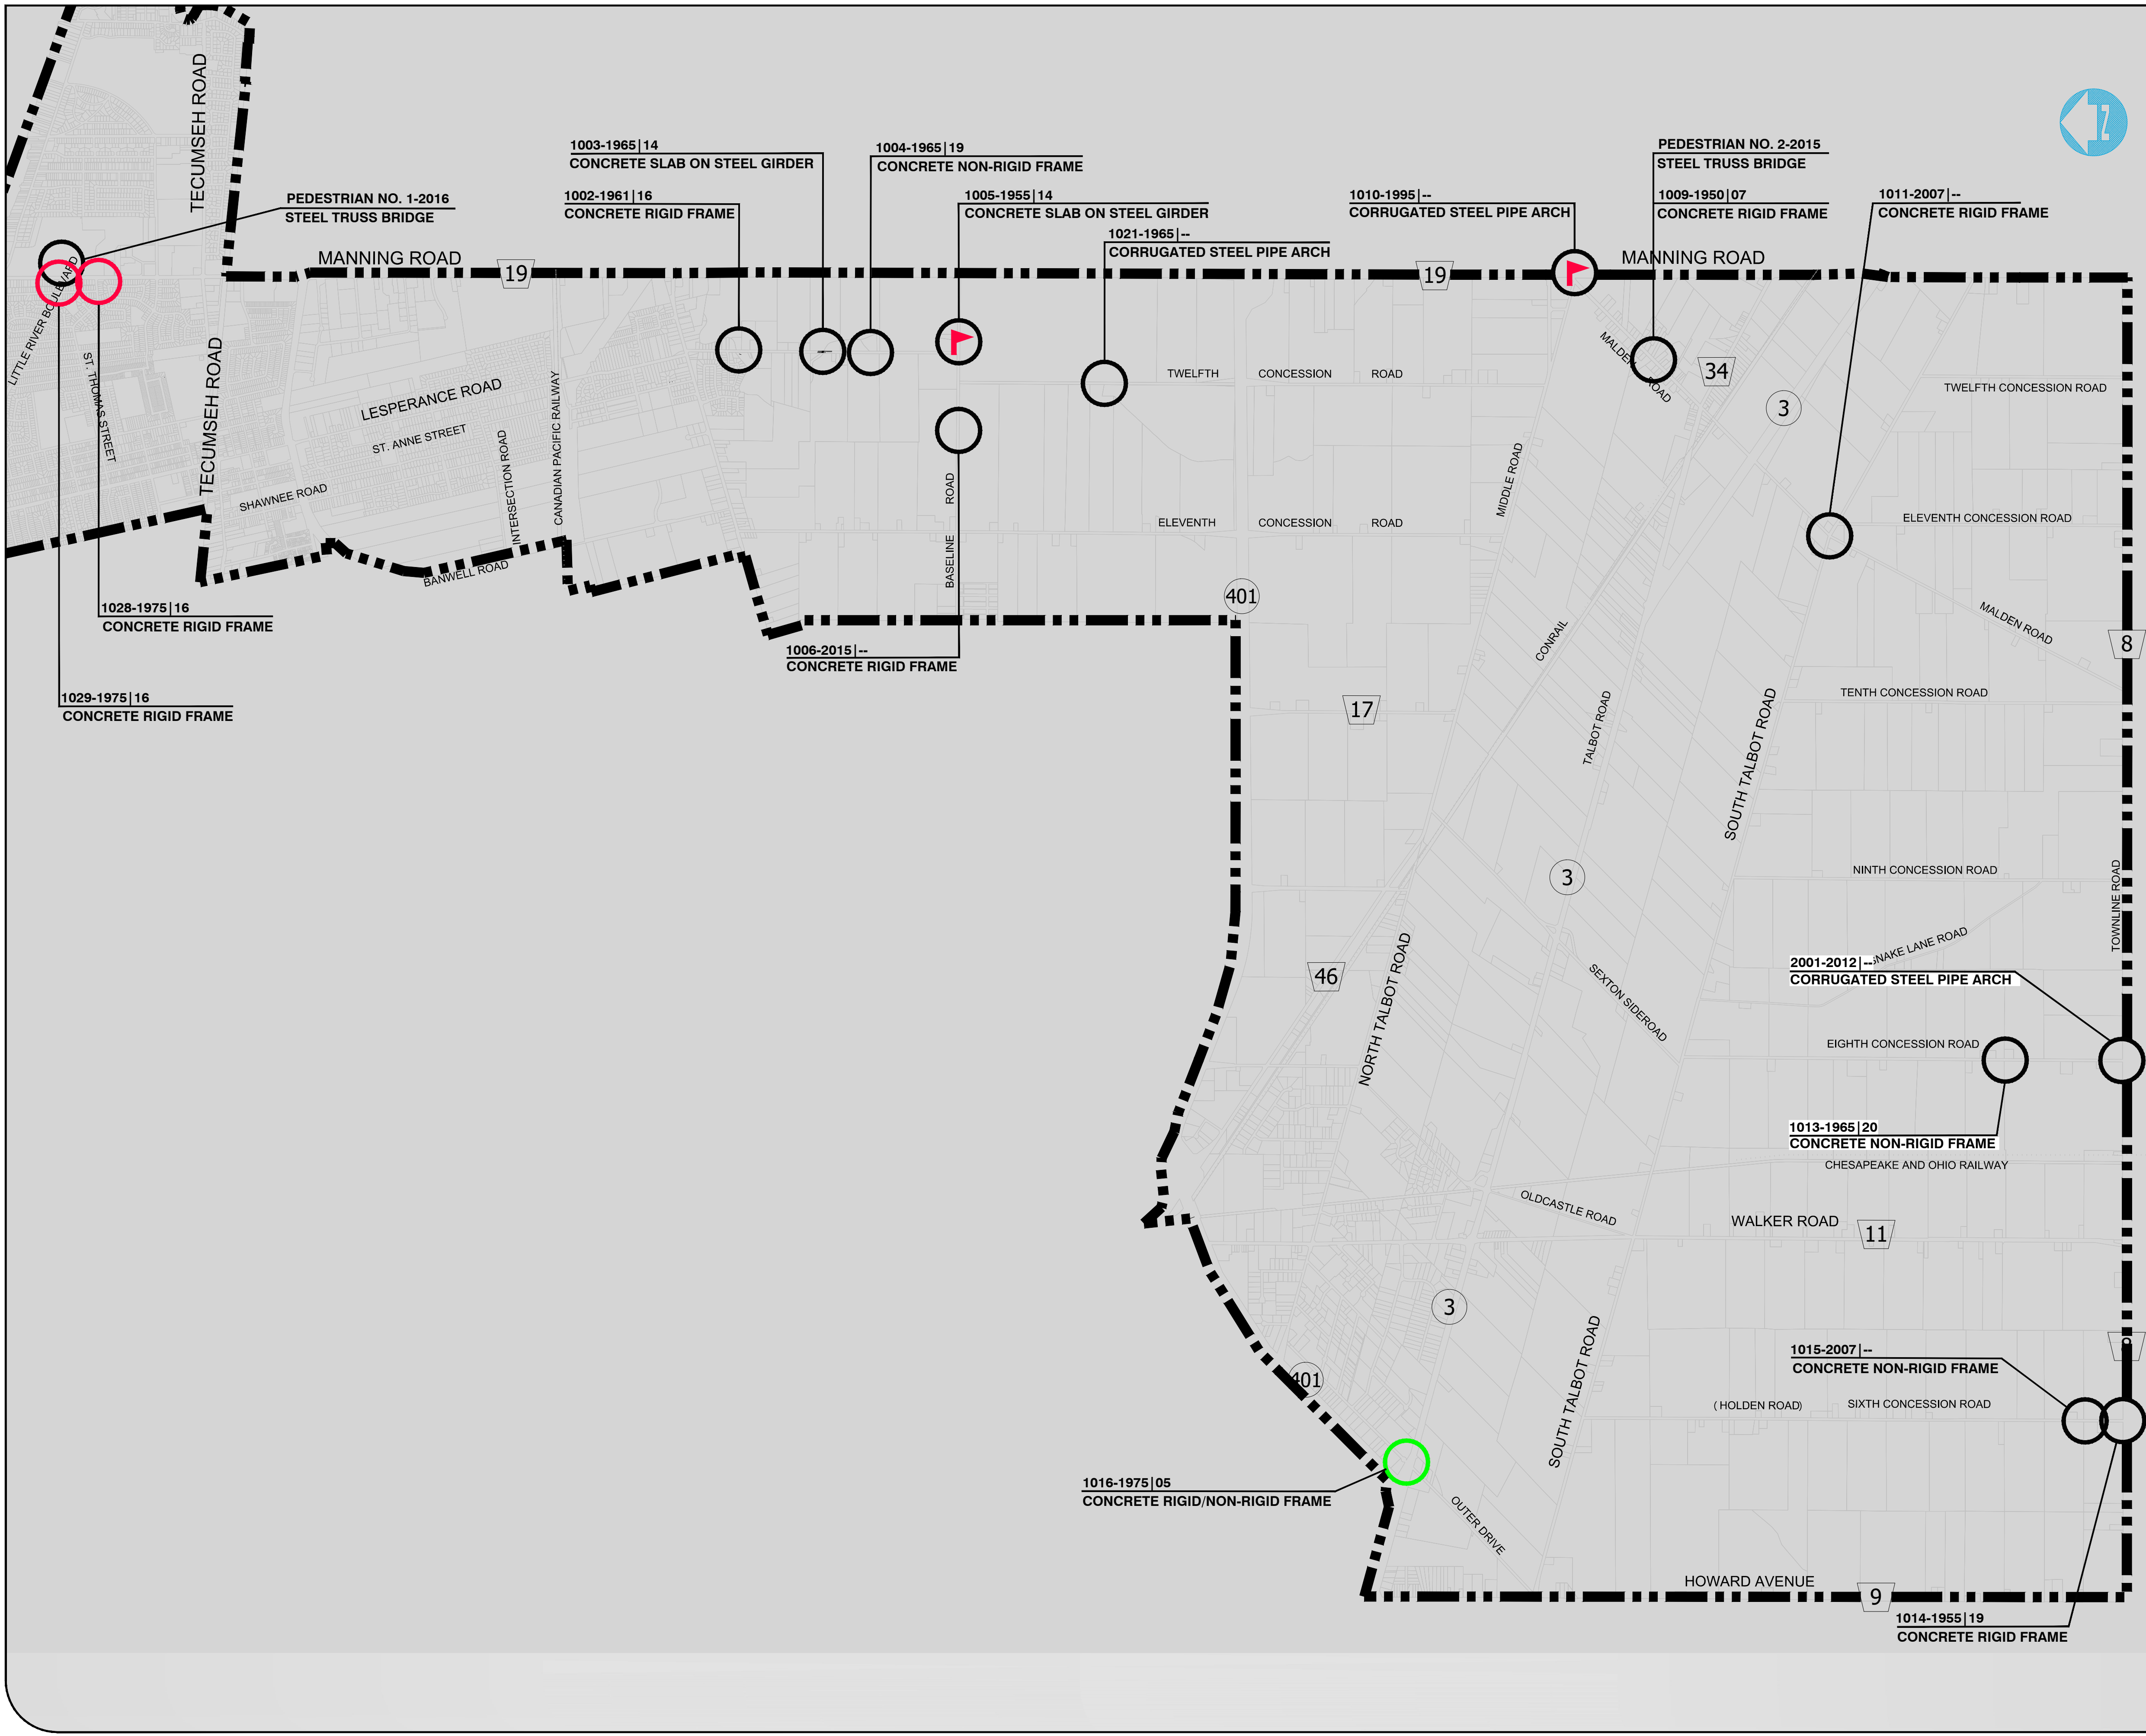 TECUMSEH ROAD
1003-1965|14
CONCRETE SLAB ON STEEL GIRDER
1004-1965|19
CONCRETE NON-RIGID FRAME
PEDESTRIAN NO. 2-2015
STEEL TRUSS BRIDGE
PEDESTRIAN NO. 1-2016
STEEL TRUSS BRIDGE
1002-1961|16
CONCRETE RIGID FRAME
1005-1955|14
CONCRETE SLAB ON STEEL GIRDER
1010-1995|--
CORRUGATED STEEL PIPE ARCH
1009-1950|07
CONCRETE RIGID FRAME
1011-2007|--
CONCRETE RIGID FRAME
1021-1965|--
CORRUGATED STEEL PIPE ARCH
MANNING ROAD
19
19
MANNING ROAD
LITTLE RIVER BOULEVARD
ST. THOMAS STREET
TECUMSEH ROAD
LESPERANCE ROAD
ST. ANNE STREET
SHAWNEE ROAD
INTERSECTION ROAD
CANADIAN PACIFIC RAILWAY
BANWELL ROAD
TWELFTH CONCESSION ROAD
MALDEN ROAD
34
3
TWELFTH CONCESSION ROAD
BASELINE ROAD
MIDDLE ROAD
ELEVENTH CONCESSION ROAD
ELEVENTH CONCESSION ROAD
401
1028-1975|16
CONCRETE RIGID FRAME
MALDEN ROAD
CONRAIL
8
1006-2015|--
CONCRETE RIGID FRAME
1029-1975|16
CONCRETE RIGID FRAME
17
TALBOT ROAD
SOUTH TALBOT ROAD
TENTH CONCESSION ROAD
3
NINTH CONCESSION ROAD
TOWNLINE ROAD
46
NORTH TALBOT ROAD
SEXTON SIDEROAD
SNAKE LANE ROAD
2001-2012|--
CORRUGATED STEEL PIPE ARCH
EIGHTH CONCESSION ROAD
1013-1965|20
CONCRETE NON-RIGID FRAME
CHESAPEAKE AND OHIO RAILWAY
OLDCASTLE ROAD
WALKER ROAD
11
3
1015-2007|--
CONCRETE NON-RIGID FRAME
8
401
SOUTH TALBOT ROAD
(HOLDEN ROAD)
SIXTH CONCESSION ROAD
1016-1975|05
CONCRETE RIGID/NON-RIGID FRAME
OUTER DRIVE
HOWARD AVENUE
9
1014-1955|19
CONCRETE RIGID FRAME